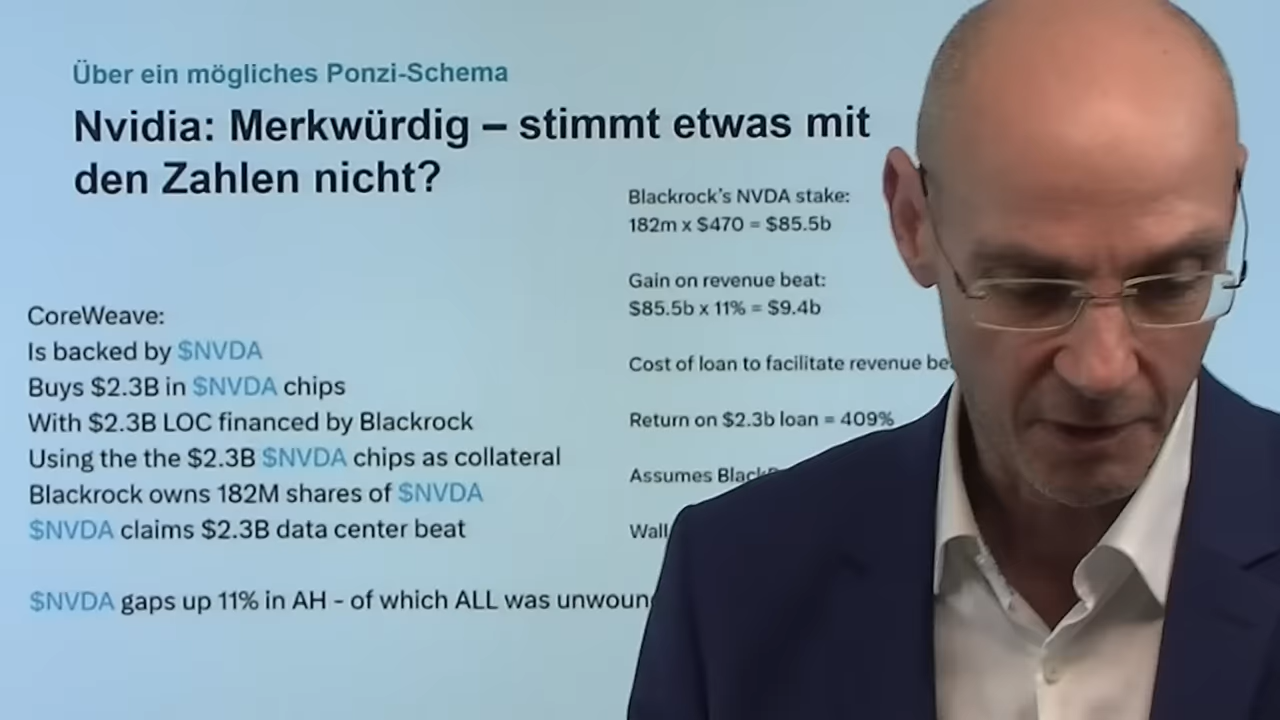 Über ein mögliches Ponzi-Schema
Nvidia: Merkwürdig – stimmt etwas mit
den Zahlen nicht?
CoreWeave:
Is backed by $NVDA
Buys $2.3B in $NVDA chips
With $2.3B LOC financed by Blackrock
Using the the $2.3B $NVDA chips as collateral
Blackrock owns 182M shares of $NVDA
$NVDA claims $2.3B data center beat
$NVDA gaps up 11% in AH - of which ALL was
Blackrock's NVDA stake:
182m x $470 = $85.5b
Gain on revenue beat:
$85.5b x 11% = $9.4b
Cost of loan to facilitate revenue
Return on $2.3b loan = 409%
Assumes
Wall